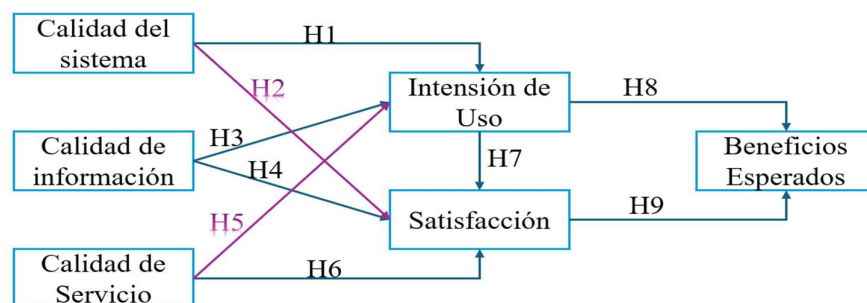 Calidad del
sistema
H1
H2
Intensión de
Uso
H8
H3
Calidad de
información
H4
H7
Beneficios
Esperados
H5
Satisfacción
H9
Calidad de
Servicio
H6